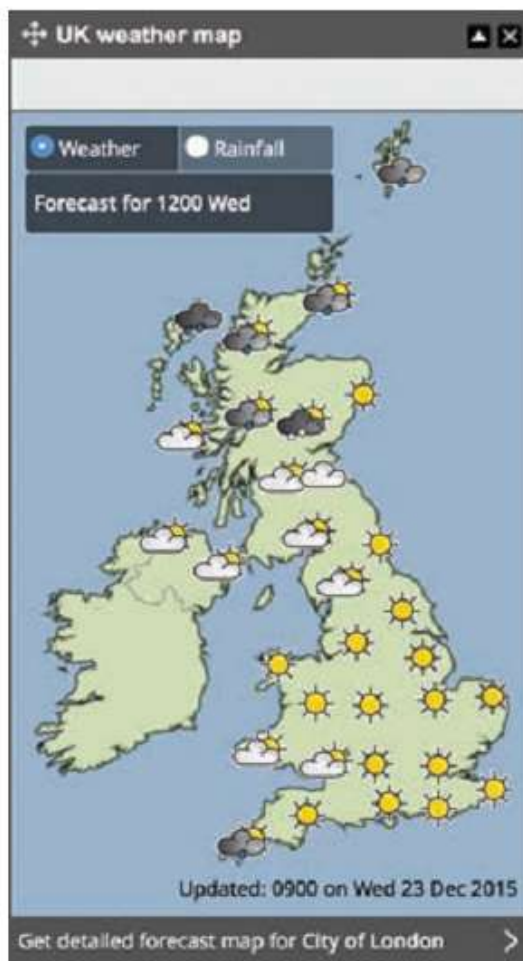 UK weather map
Weather
Rainfall
Forecast for 1200 Wed
Updated: 0900 on Wed 23 Dec 2015
Get detailed forecast map for City of London